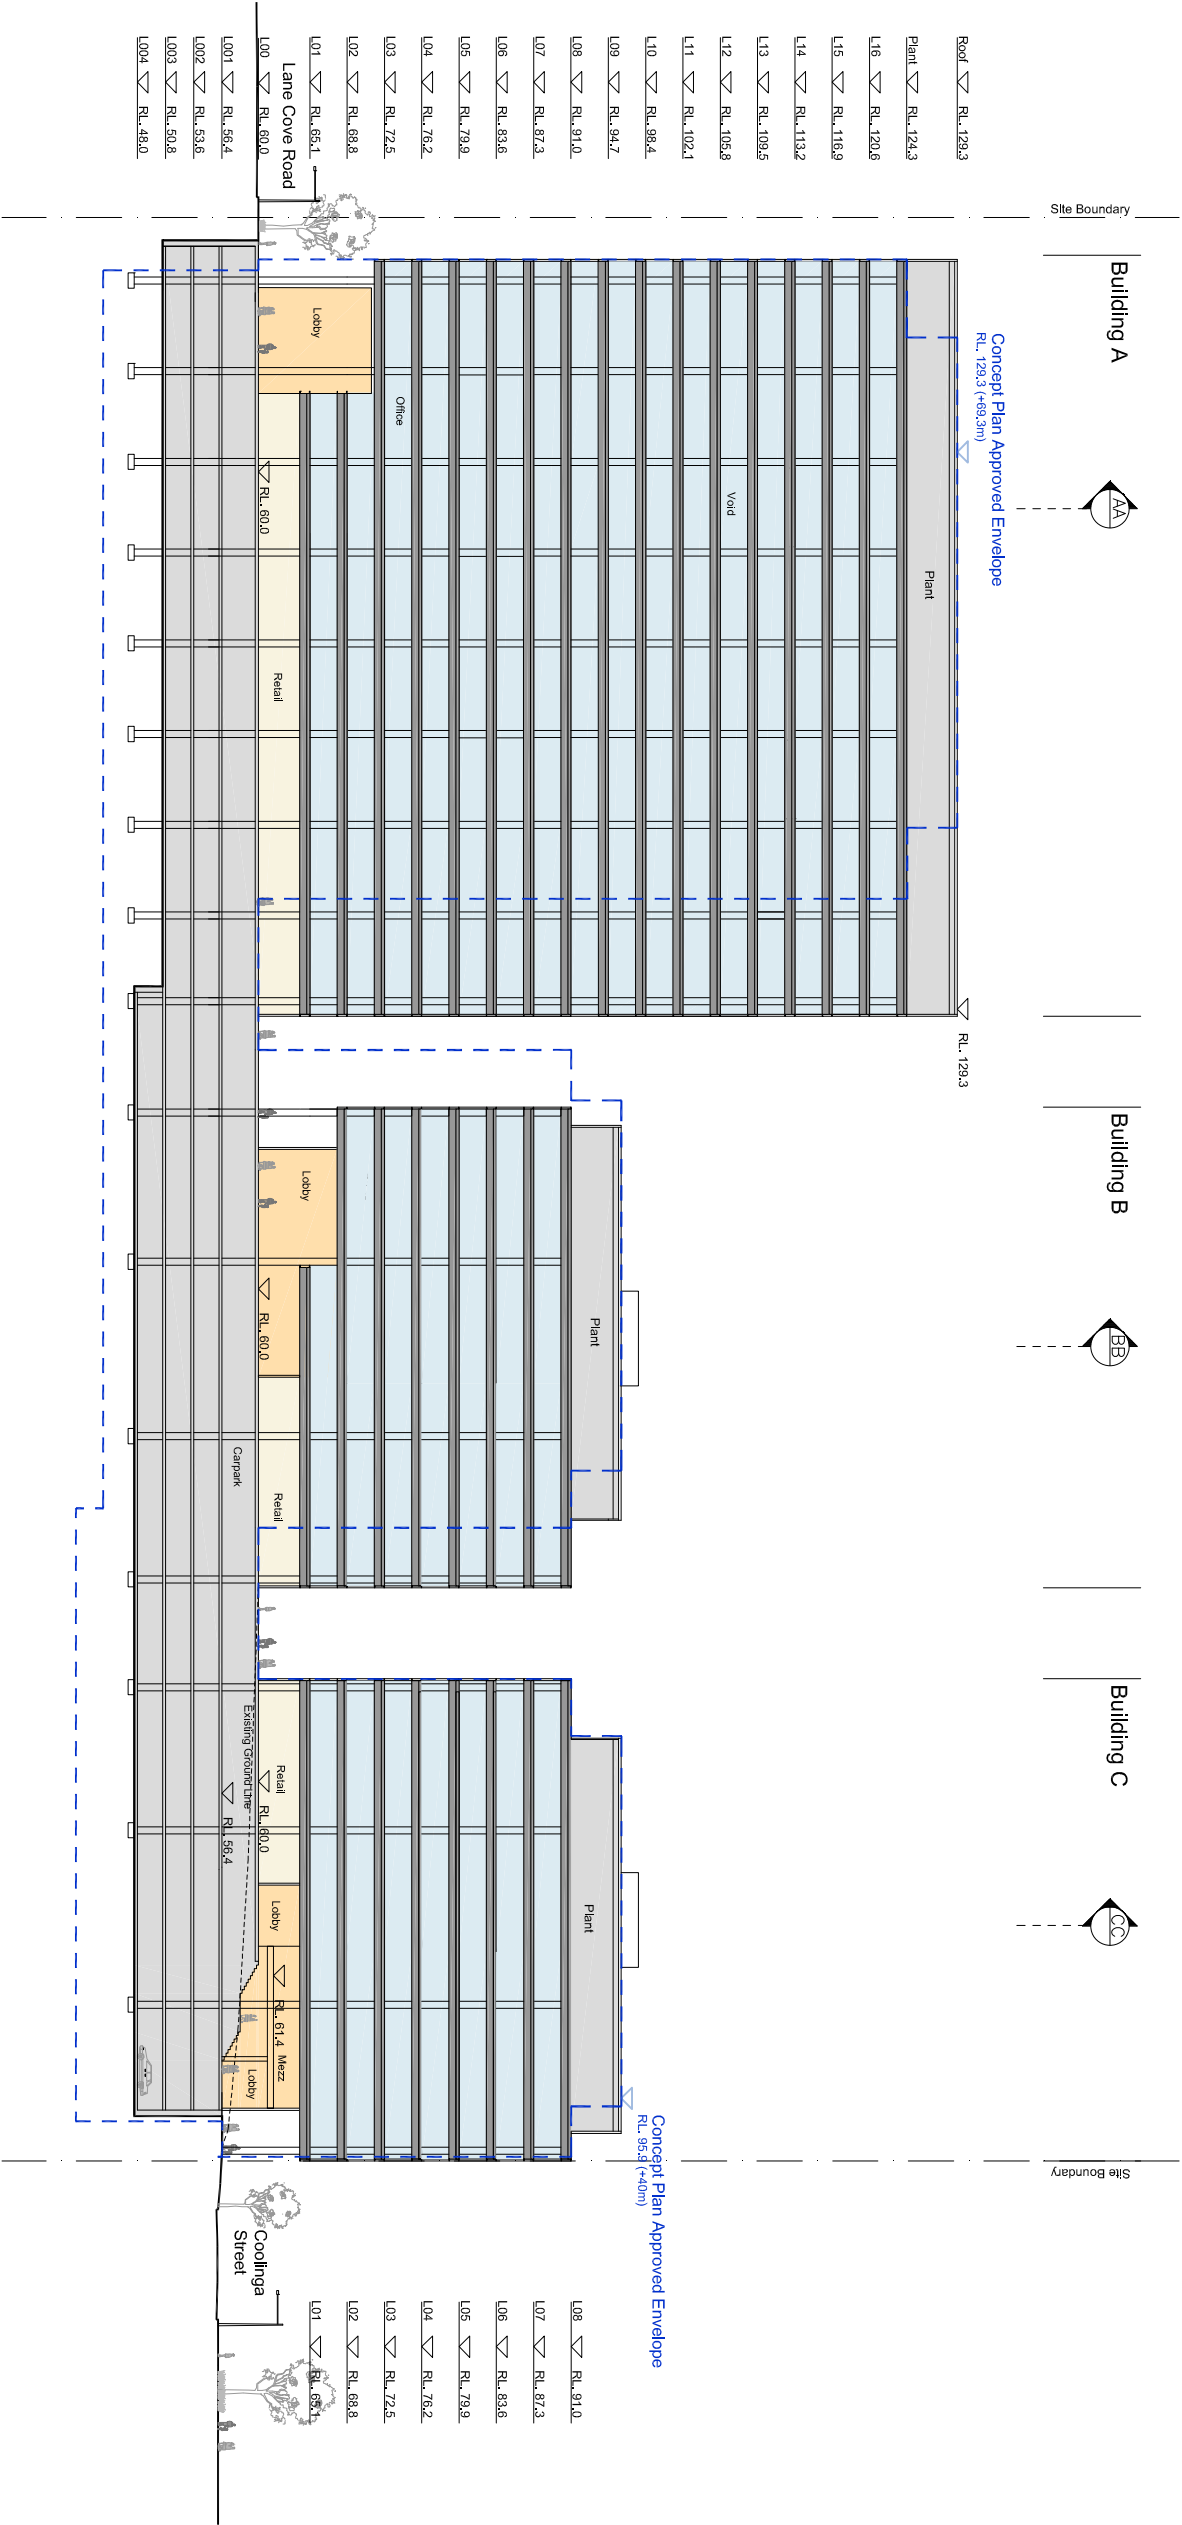 Building A
Building B
Building C
AA
BB
CC
Site Boundary
Site Boundary
Concept Plan Approved Envelope
RL. 129.3 (+69.3m)
Roof RL. 129.3
Plant RL. 124.3
L16 RL. 120.6
L15 RL. 116.9
L14 RL. 113.2
L13 RL. 109.5
L12 RL. 105.8
L11 RL. 102.1
L10 RL. 98.4
L09 RL. 94.7
L08 RL. 91.0
L07 RL. 87.3
L06 RL. 83.6
L05 RL. 79.9
L04 RL. 76.2
L03 RL. 72.5
L02 RL. 68.8
L01 RL. 65.1
Lane Cove Road
L00 RL. 60.0
L001 RL. 56.4
L002 RL. 53.6
L003 RL. 50.8
L004 RL. 48.0
RL. 129.3
Plant
Void
Office
Lobby
Retail
RL. 60.0
Plant
Lobby
RL. 60.0
Retail
Carpark
Concept Plan Approved Envelope
RL. 95.9 (+40m)
Plant
Retail
RL. 60.0
Existing Ground Line
RL. 56.4
Lobby
RL. 61.4 Mezz
Lobby
Coolinga
Street
L08 RL. 91.0
L07 RL. 87.3
L06 RL. 83.6
L05 RL. 79.9
L04 RL. 76.2
L03 RL. 72.5
L02 RL. 68.8
L01 RL. 65.1